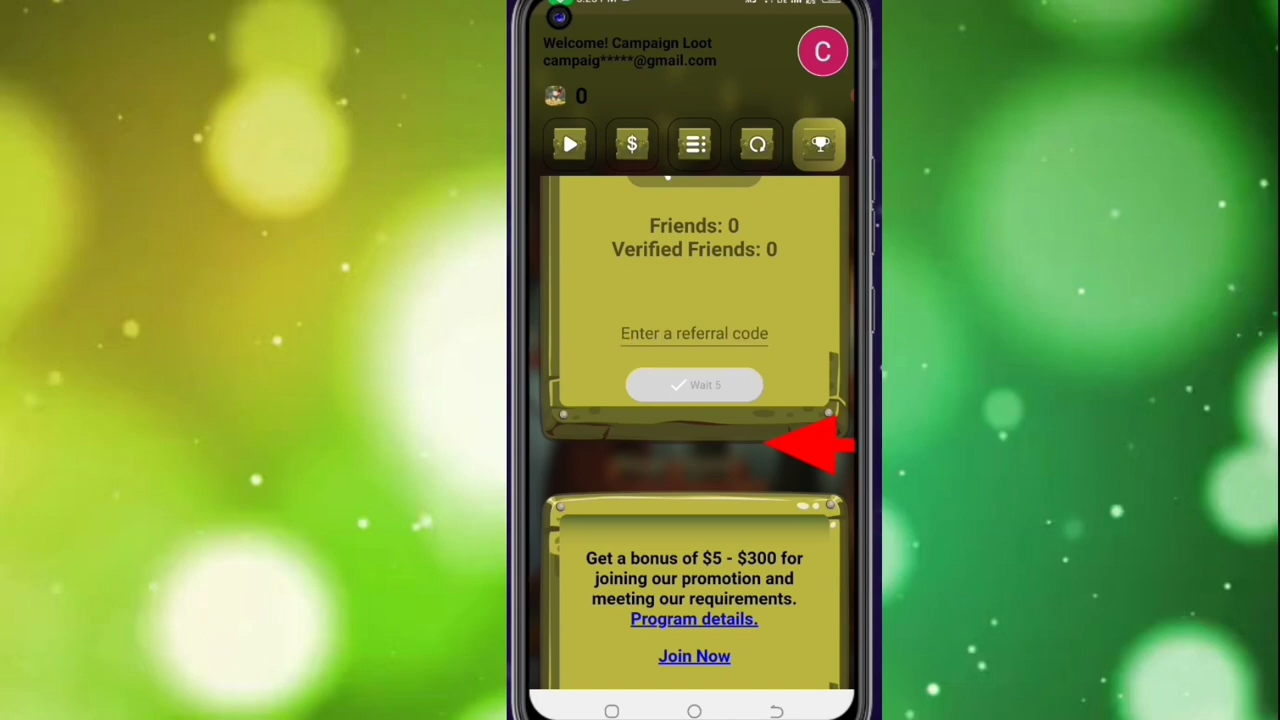 Welcome! Campaign Loot
campaig*****@gmail.com
C
0
$
Friends: 0
Verified Friends: 0
Enter a referral code
Wait 5
Get a bonus of $5 - $300 for
joining our promotion and
meeting our requirements.
Program details.
Join Now